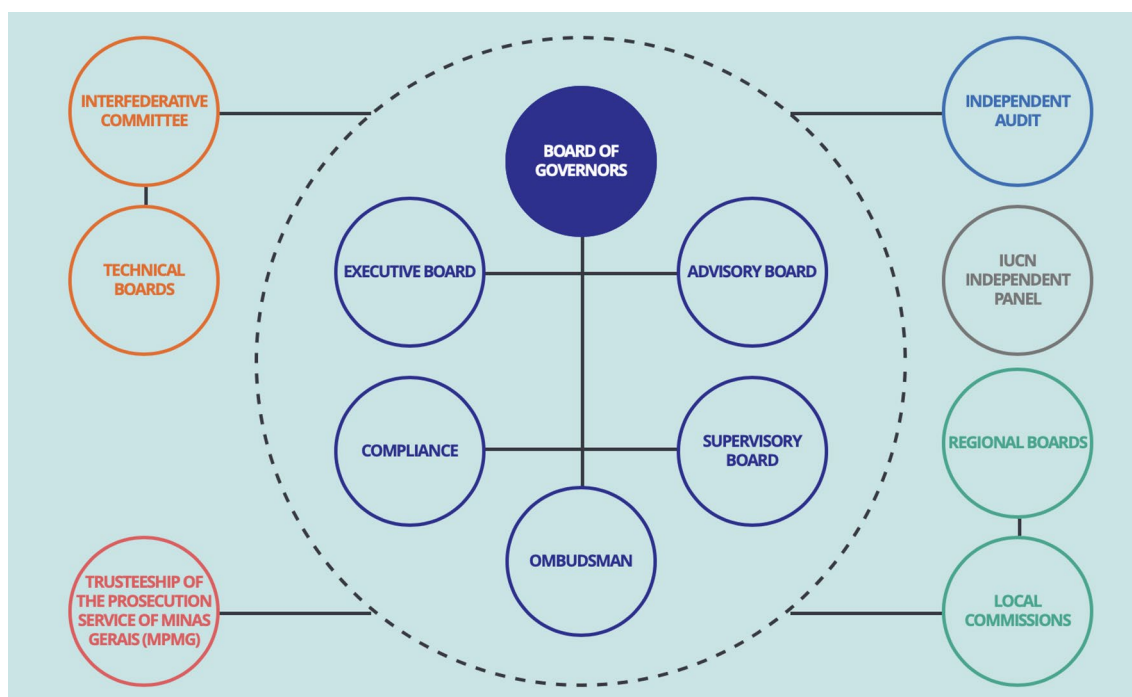 INTERFEDERATIVE
COMMITTEE
INDEPENDENT
AUDIT
BOARD OF
GOVERNORS
TECHNICAL
BOARDS
EXECUTIVE BOARD
ADVISORY BOARD
IUCN
INDEPENDENT
PANEL
COMPLIANCE
SUPERVISORY
BOARD
REGIONAL BOARDS
OMBUDSMAN
TRUSTEESHIP OF
THE PROSECUTION
SERVICE OF MINAS
GERAIS (MPMG)
LOCAL
COMMISSIONS